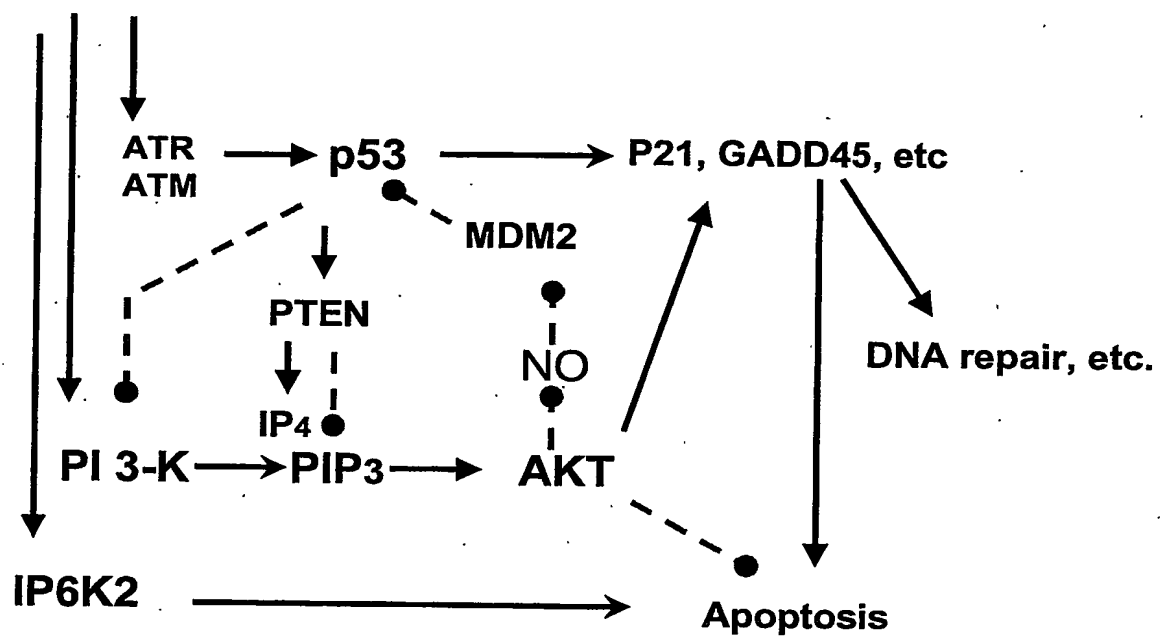 ATR
ATM
p53
P21, GADD45, etc
MDM2
PTEN
NO
DNA repair, etc.
IP4
PI 3-K
PIP3
AKT
IP6K2
Apoptosis